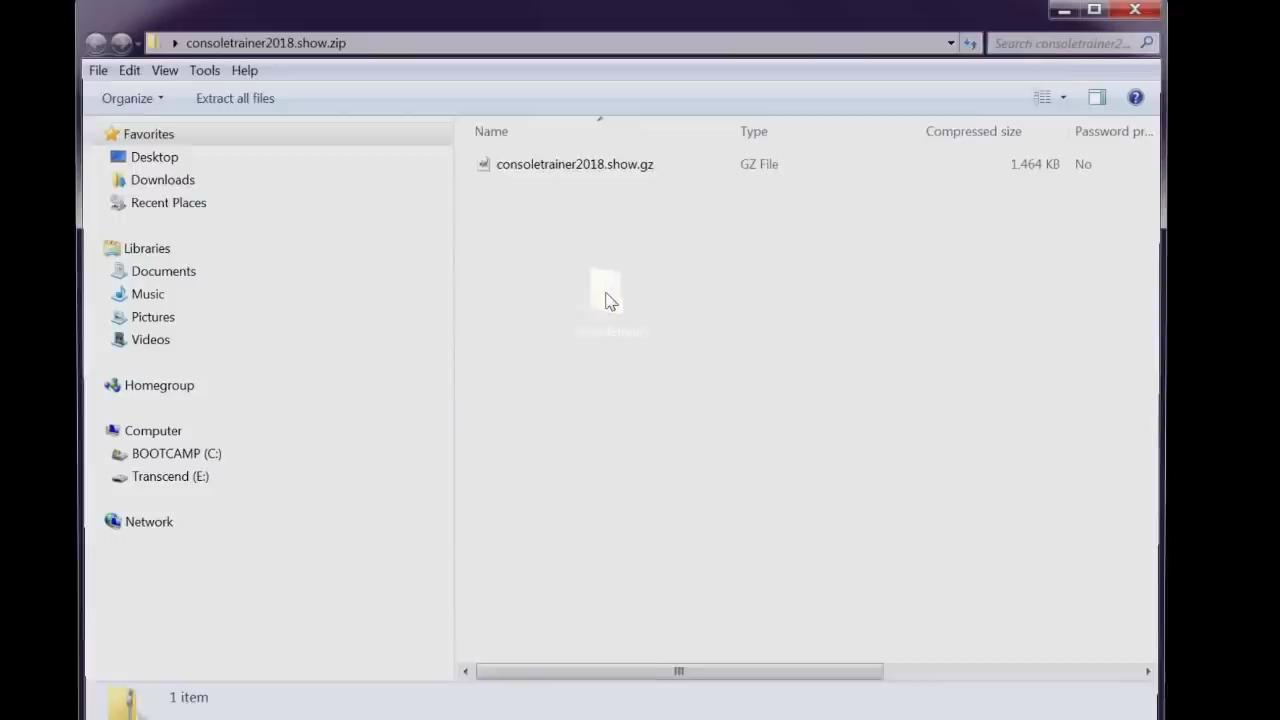 consoletrainer2018.show.zip
Search consoletrainer2...
File Edit View Tools Help
Organize Extract all files
Favorites
Desktop
Downloads
Recent Places
Libraries
Documents
Music
Pictures
Videos
Homegroup
Computer
BOOTCAMP (C:)
Transcend (E:)
Network
Name Type Compressed size Password pr...
consoletrainer2018.show.gz GZ File 1.464 KB No
1 item